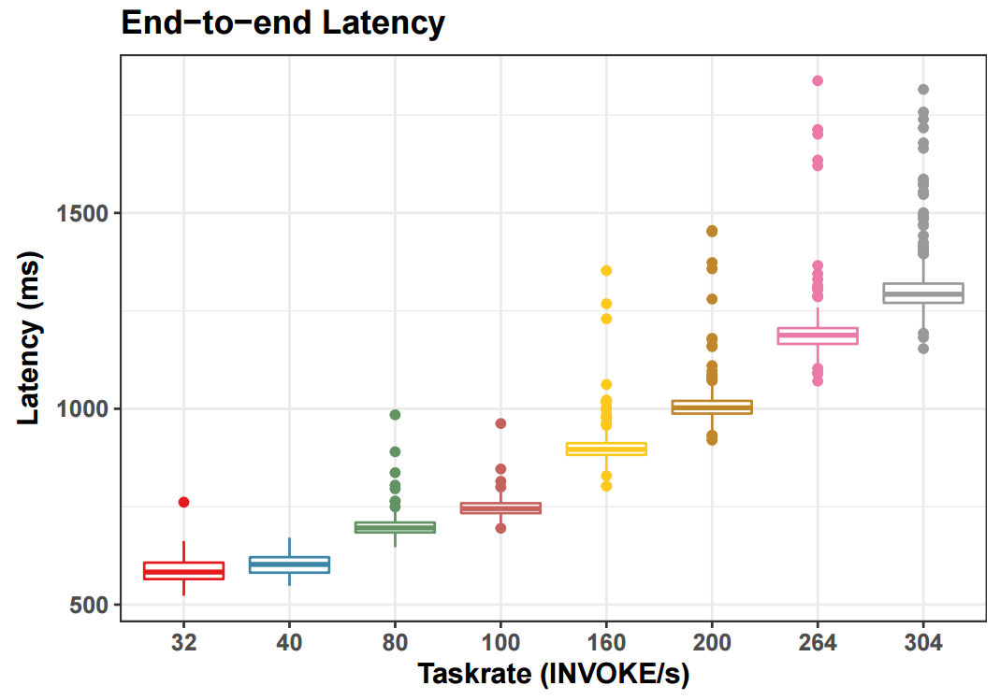 End−to−end Latency
Latency (ms)
1500
1000
500
32 40 80 100 160 200 264 304
Taskrate (INVOKE/s)